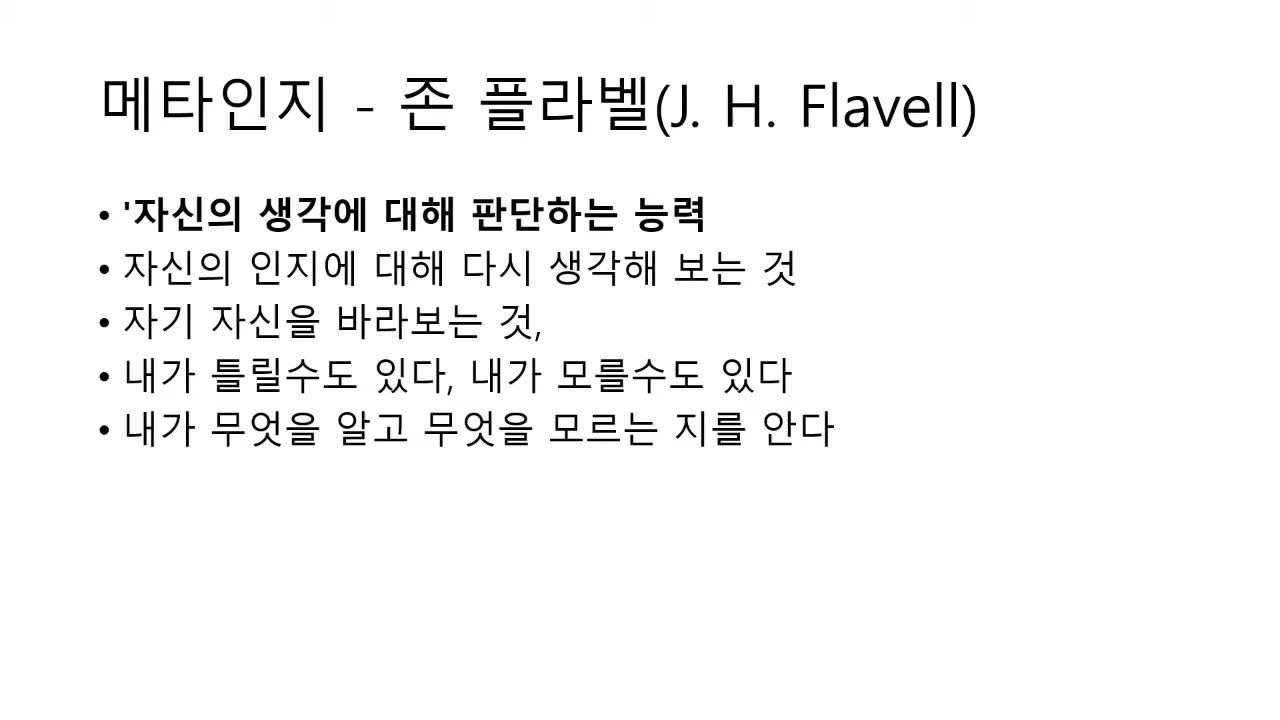 메타인지 - 존 플라벨(J. H. Flavell)
• '자신의 생각에 대해 판단하는 능력
• 자신의 인지에 대해 다시 생각해 보는 것
• 자기 자신을 바라보는 것,
• 내가 틀릴수도 있다, 내가 모를수도 있다
• 내가 무엇을 알고 무엇을 모르는 지를 안다